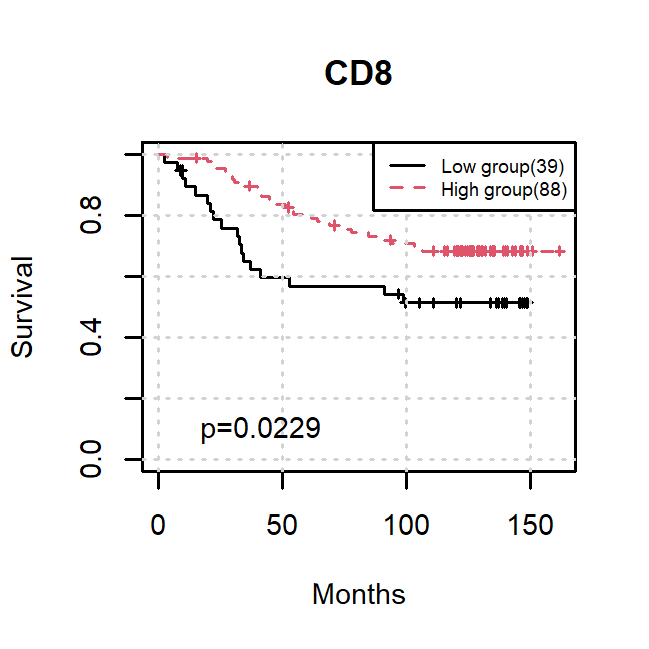 CD8
Low group(39)
High group(88)
Survival
0.8
0.4
0.0
p=0.0229
0 50 100 150
Months